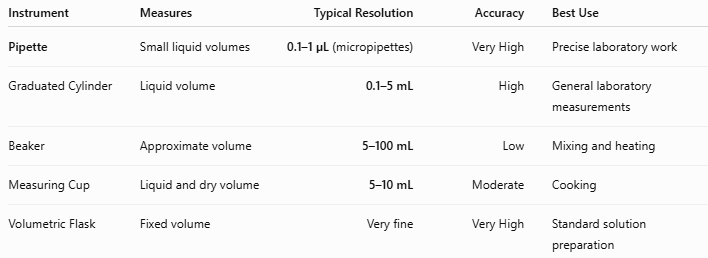 Instrument Measures Typical Resolution Accuracy Best Use
Pipette Small liquid volumes 0.1–1 µL (micropipettes) Very High Precise laboratory work
Graduated Cylinder Liquid volume 0.1–5 mL High General laboratory
measurements
Beaker Approximate volume 5–100 mL Low Mixing and heating
Measuring Cup Liquid and dry volume 5–10 mL Moderate Cooking
Volumetric Flask Fixed volume Very fine Very High Standard solution
preparation